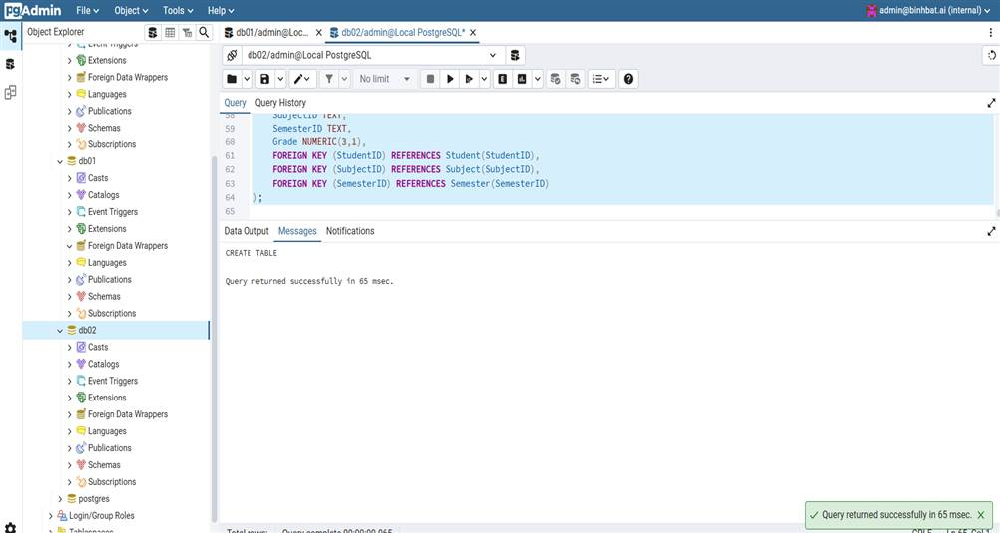 pgAdmin File Object Tools Help admin@binhbat.ai (internal)
Object Explorer
Event Triggers
Extensions
Foreign Data Wrappers
Languages
Publications
Schemas
Subscriptions
db01
Casts
Catalogs
Event Triggers
Extensions
Foreign Data Wrappers
Languages
Publications
Schemas
Subscriptions
db02
Casts
Catalogs
Event Triggers
Extensions
Foreign Data Wrappers
Languages
Publications
Schemas
Subscriptions
postgres
Login/Group Roles
Tablespaces
db01/admin@Loc... db02/admin@Local PostgreSQL*
db02/admin@Local PostgreSQL
No limit
Query Query History
58 SubjectID TEXT,
59 SemesterID TEXT,
60 Grade NUMERIC(3,1),
61 FOREIGN KEY (StudentID) REFERENCES Student(StudentID),
62 FOREIGN KEY (SubjectID) REFERENCES Subject(SubjectID),
63 FOREIGN KEY (SemesterID) REFERENCES Semester(SemesterID)
64 );
65
Data Output Messages Notifications
CREATE TABLE
Query returned successfully in 65 msec.
Query returned successfully in 65 msec.
Total rows: Query complete 00:00:00.065 CRLF Ln 65, Col 1